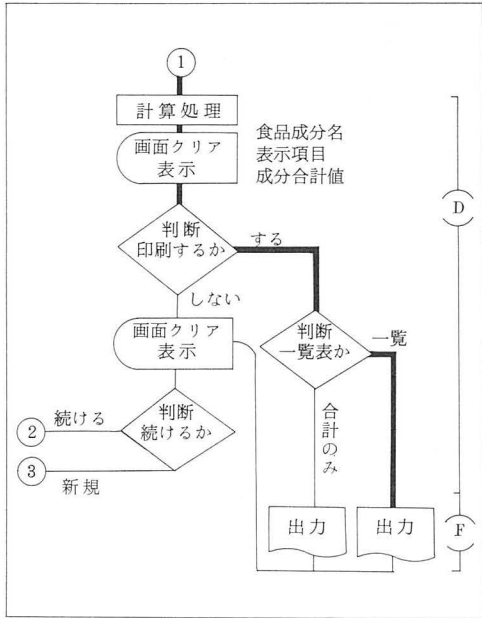 1
計算処理
画面クリア
表示
食品成分名
表示項目
成分合計値
D
判断
印刷するか
する
しない
画面クリア
表示
判断
一覧表か
一覧
合計のみ
判断
続けるか
2
続ける
3
新規
出力
出力
F